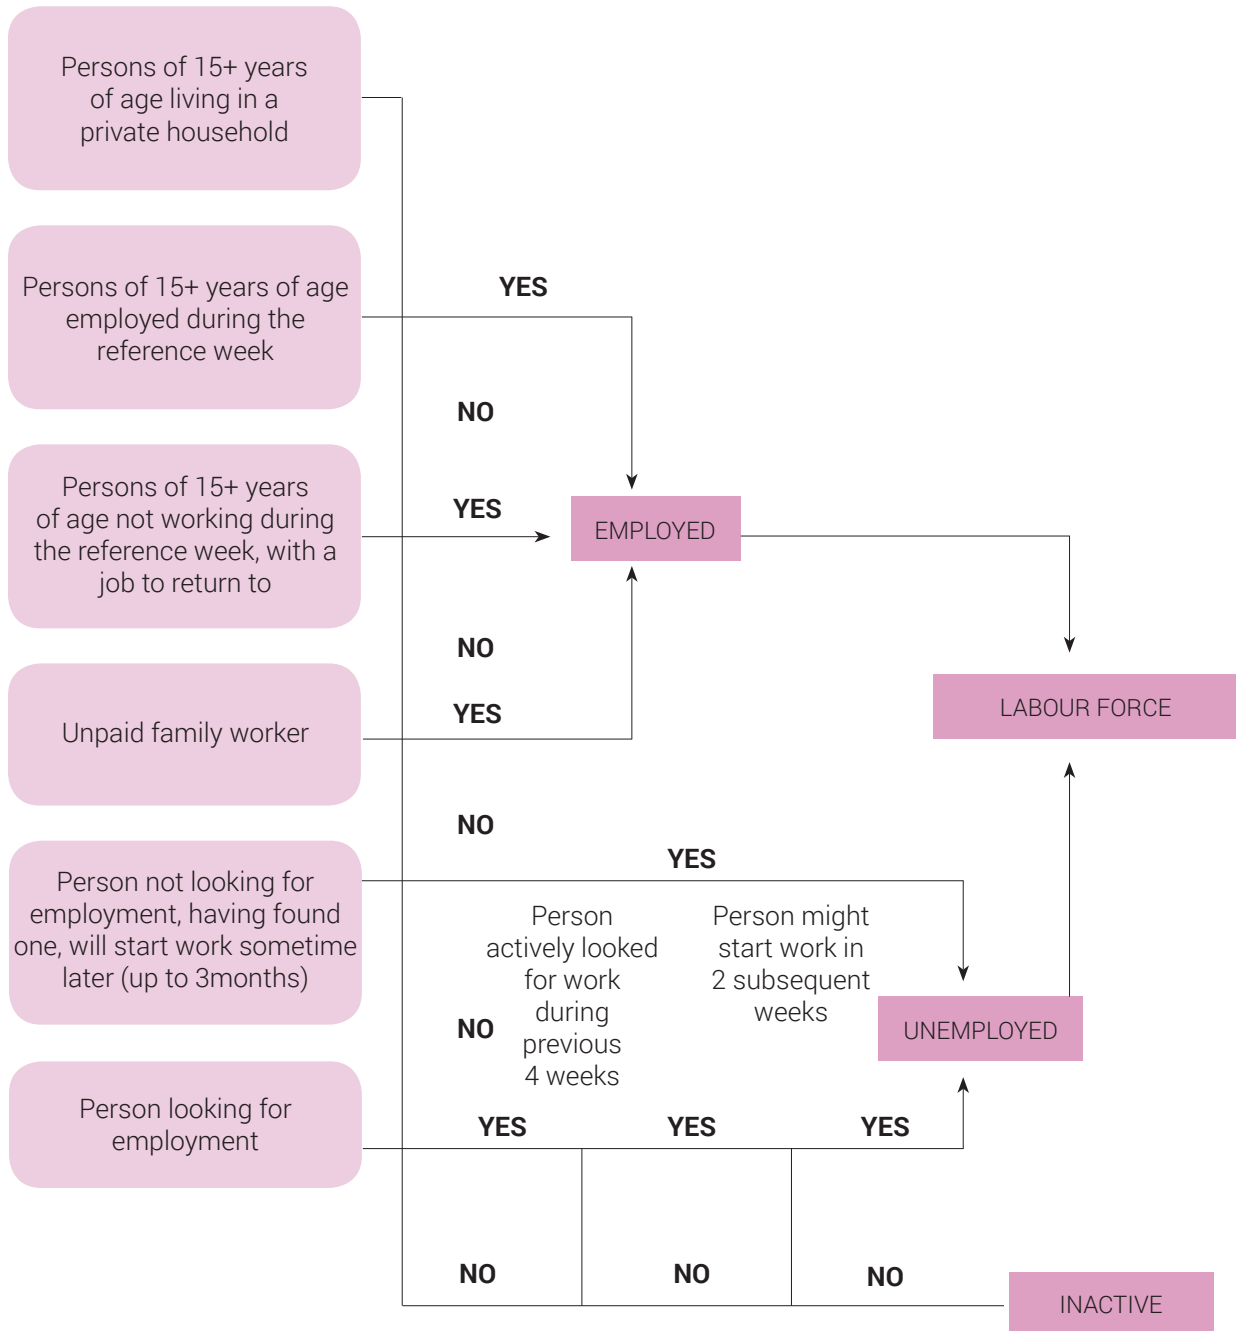 Persons of 15+ years
of age living in a
private household
Persons of 15+ years of age
employed during the
reference week
YES
NO
Persons of 15+ years
of age not working during
the reference week, with a
job to return to
YES
EMPLOYED
NO
Unpaid family worker
YES
LABOUR FORCE
NO
YES
Person not looking for
employment, having found
one, will start work sometime
later (up to 3months)
Person
actively looked
for work
during
previous
4 weeks
Person might
start work in
2 subsequent
weeks
NO
UNEMPLOYED
Person looking for
employment
YES
YES
YES
NO
NO
NO
INACTIVE